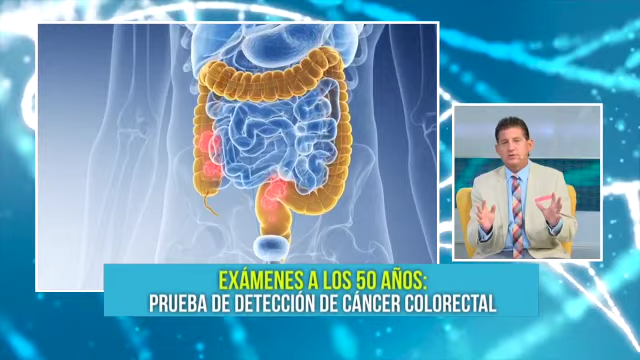 EXÁMENES A LOS 50 AÑOS:
PRUEBA DE DETECCIÓN DE CÁNCER COLORECTAL